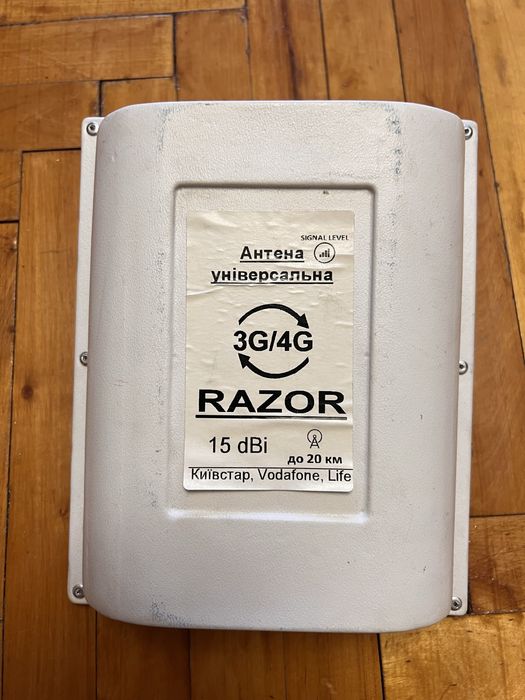 SIGNAL LEVEL
Антена
універсальна
3G/4G
RAZOR
15 dBi
до 20 км
Київстар, Vodafone, Life